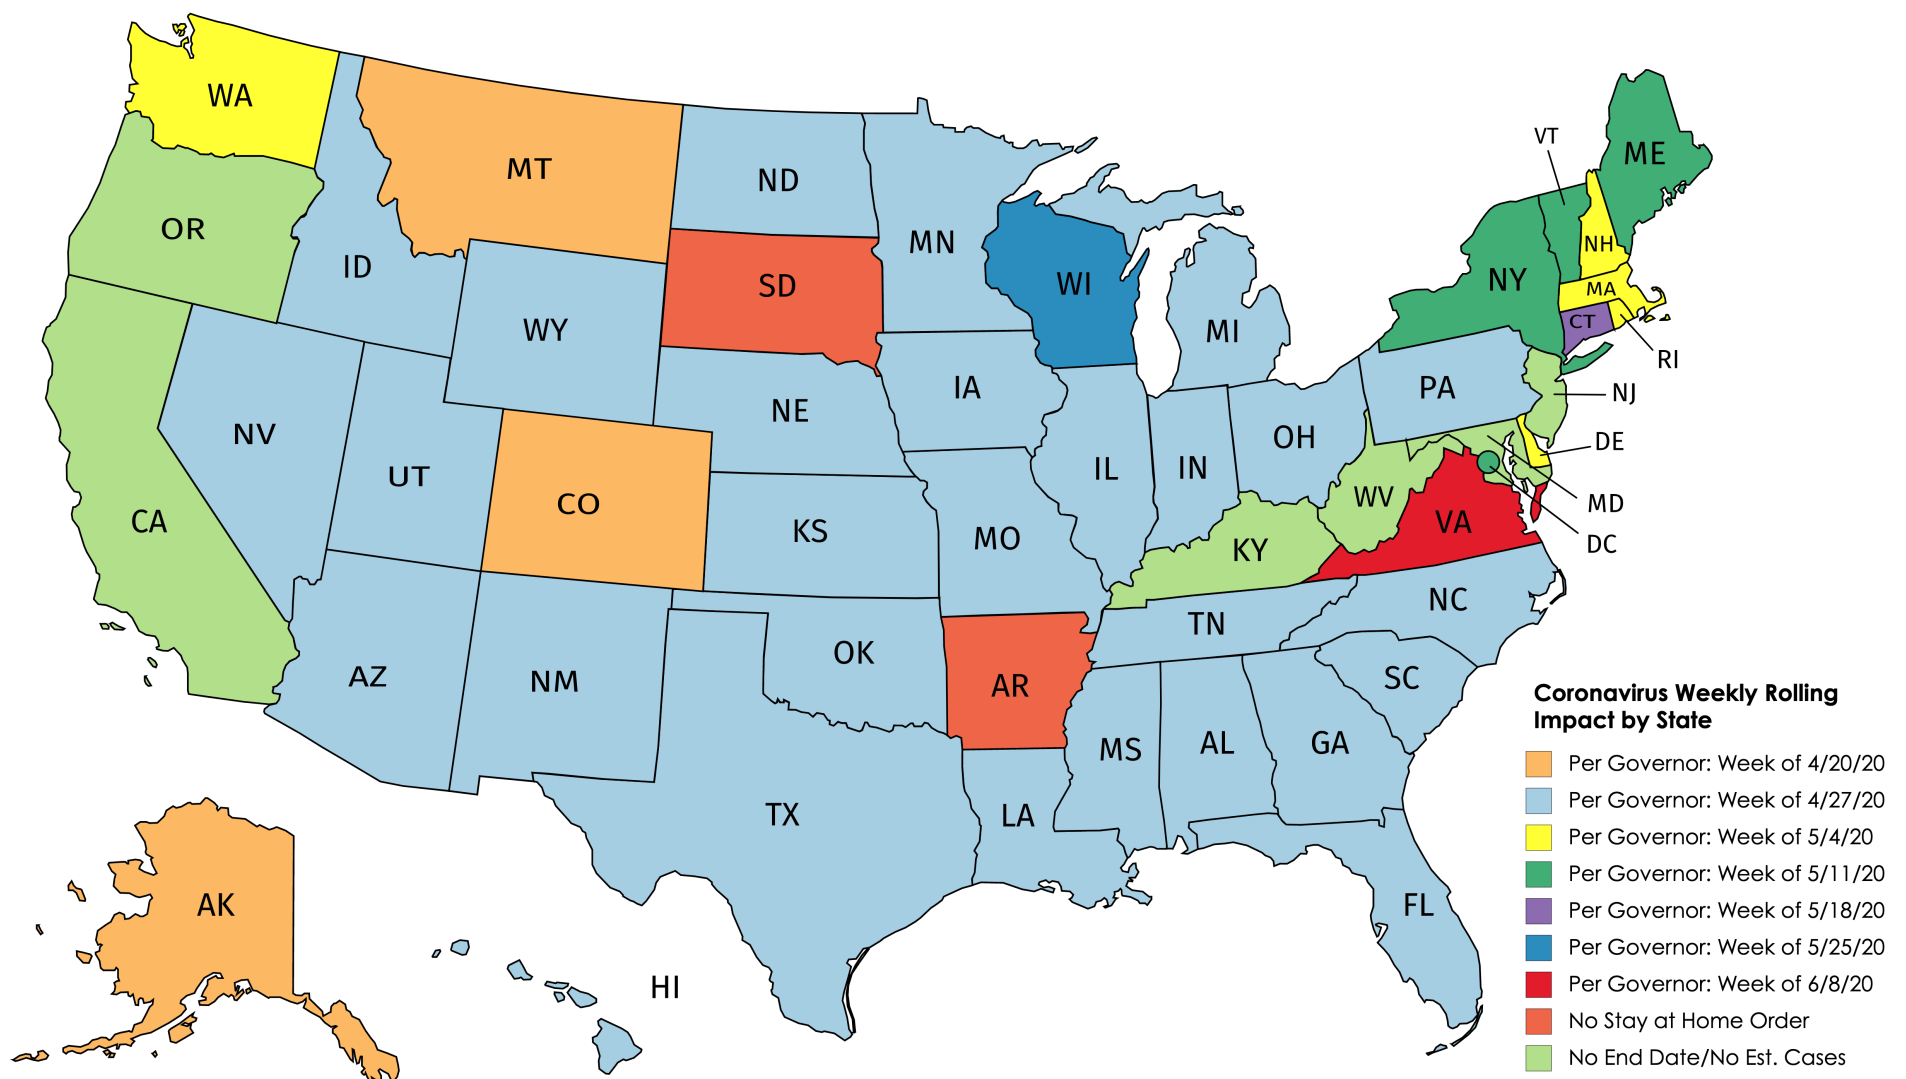 WA
VT
ME
MT
ND
OR
MN
NH
ID
NY
SD
WI
MA
CT
WY
MI
RI
IA
PA
NJ
NE
NV
OH
DE
UT
IL
IN
CO
WV
MD
CA
VA
KS
MO
KY
DC
NC
TN
OK
AZ
NM
AR
SC
MS
AL
GA
TX
LA
AK
FL
HI
Coronavirus Weekly Rolling
Impact by State
Per Governor: Week of 4/20/20
Per Governor: Week of 4/27/20
Per Governor: Week of 5/4/20
Per Governor: Week of 5/11/20
Per Governor: Week of 5/18/20
Per Governor: Week of 5/25/20
Per Governor: Week of 6/8/20
No Stay at Home Order
No End Date/No Est. Cases